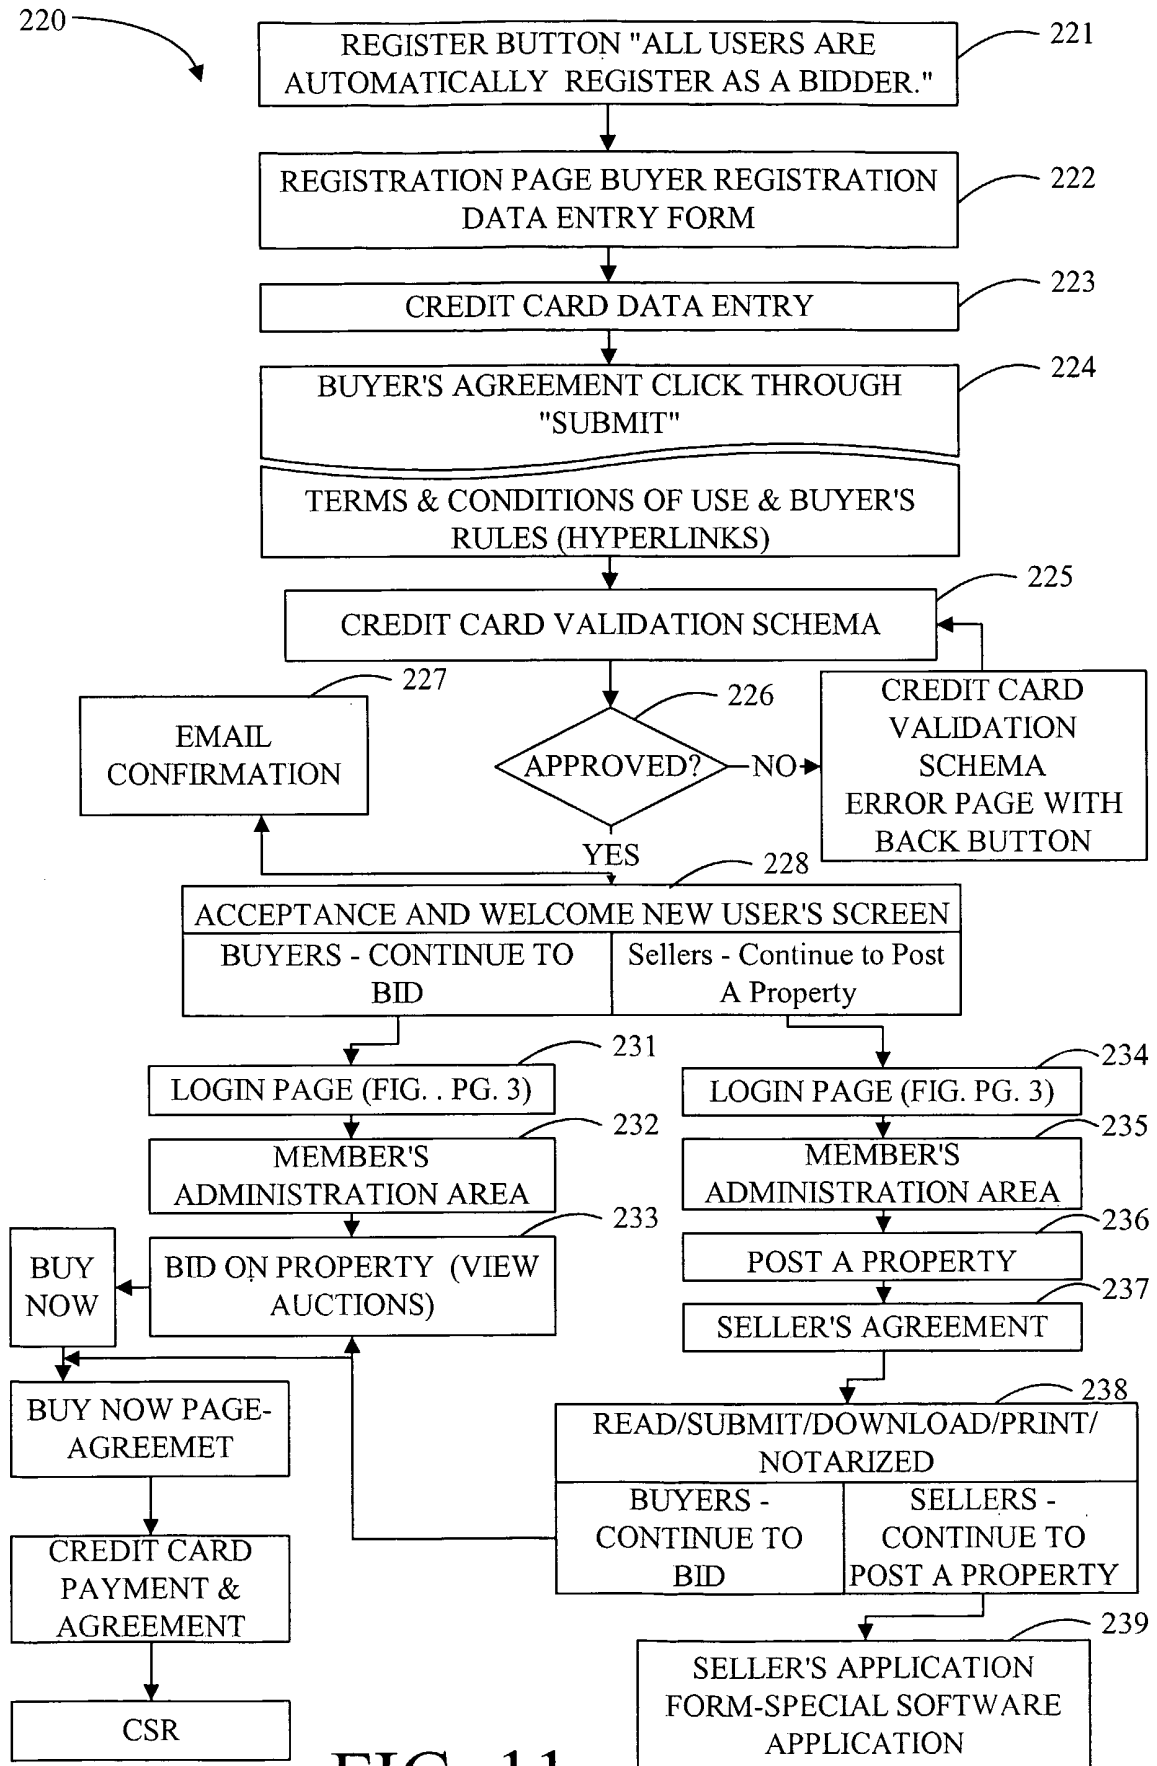 220
REGISTER BUTTON "ALL USERS ARE
AUTOMATICALLY REGISTER AS A BIDDER."
221
REGISTRATION PAGE BUYER REGISTRATION
DATA ENTRY FORM
222
CREDIT CARD DATA ENTRY
223
BUYER'S AGREEMENT CLICK THROUGH
"SUBMIT"
224
TERMS & CONDITIONS OF USE & BUYER'S
RULES (HYPERLINKS)
CREDIT CARD VALIDATION SCHEMA
225
227
EMAIL
CONFIRMATION
226
APPROVED?
NO
YES
CREDIT CARD
VALIDATION
SCHEMA
ERROR PAGE WITH
BACK BUTTON
228
ACCEPTANCE AND WELCOME NEW USER'S SCREEN
BUYERS - CONTINUE TO
BID
Sellers - Continue to Post
A Property
231
LOGIN PAGE (FIG. . PG. 3)
232
MEMBER'S
ADMINISTRATION AREA
233
BID ON PROPERTY (VIEW
AUCTIONS)
BUY
NOW
BUY NOW PAGE-
AGREEMET
CREDIT CARD
PAYMENT &
AGREEMENT
CSR
234
LOGIN PAGE (FIG. PG. 3)
235
MEMBER'S
ADMINISTRATION AREA
236
POST A PROPERTY
237
SELLER'S AGREEMENT
238
READ/SUBMIT/DOWNLOAD/PRINT/
NOTARIZED
BUYERS -
CONTINUE TO
BID
SELLERS -
CONTINUE TO
POST A PROPERTY
239
SELLER'S APPLICATION
FORM-SPECIAL SOFTWARE
APPLICATION
FIG. 11